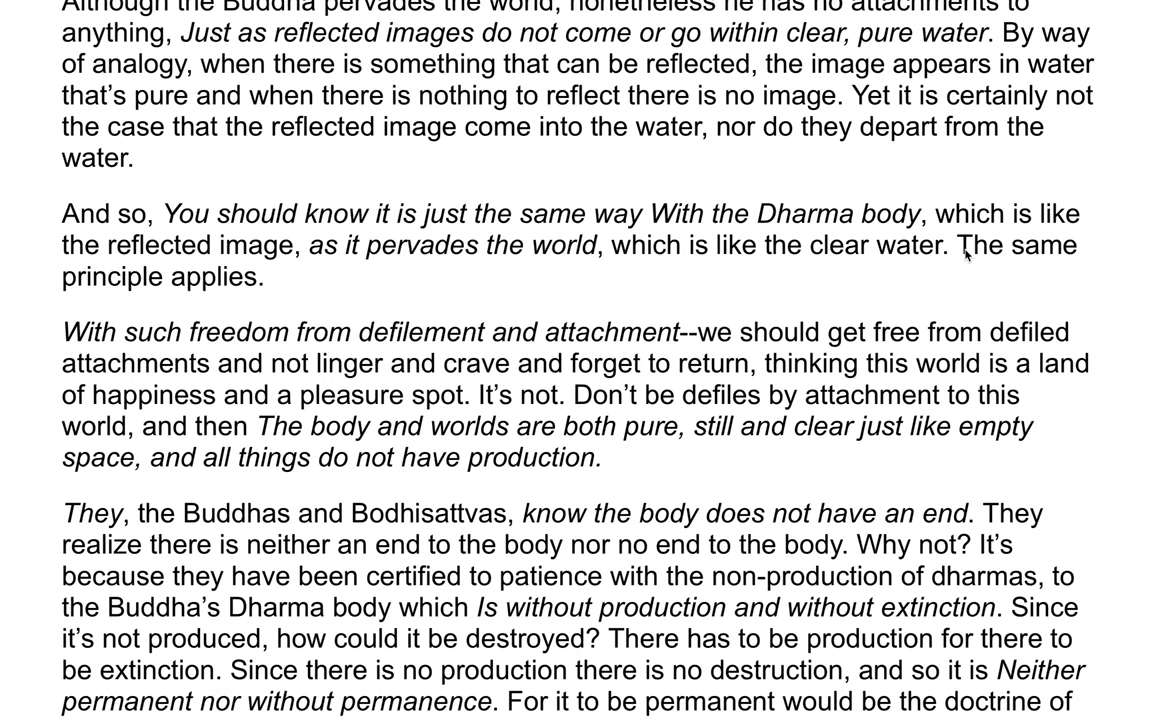 Although the Buddha pervades the world, nonetheless he has no attachments to
anything, Just as reflected images do not come or go within clear, pure water. By way
of analogy, when there is something that can be reflected, the image appears in water
that’s pure and when there is nothing to reflect there is no image. Yet it is certainly not
the case that the reflected image come into the water, nor do they depart from the
water.
And so, You should know it is just the same way With the Dharma body, which is like
the reflected image, as it pervades the world, which is like the clear water. The same
principle applies.
With such freedom from defilement and attachment--we should get free from defiled
attachments and not linger and crave and forget to return, thinking this world is a land
of happiness and a pleasure spot. It’s not. Don’t be defiles by attachment to this
world, and then The body and worlds are both pure, still and clear just like empty
space, and all things do not have production.
They, the Buddhas and Bodhisattvas, know the body does not have an end. They
realize there is neither an end to the body nor no end to the body. Why not? It’s
because they have been certified to patience with the non-production of dharmas, to
the Buddha’s Dharma body which Is without production and without extinction. Since
it’s not produced, how could it be destroyed? There has to be production for there to
be extinction. Since there is no production there is no destruction, and so it is Neither
permanent nor without permanence. For it to be permanent would be the doctrine of